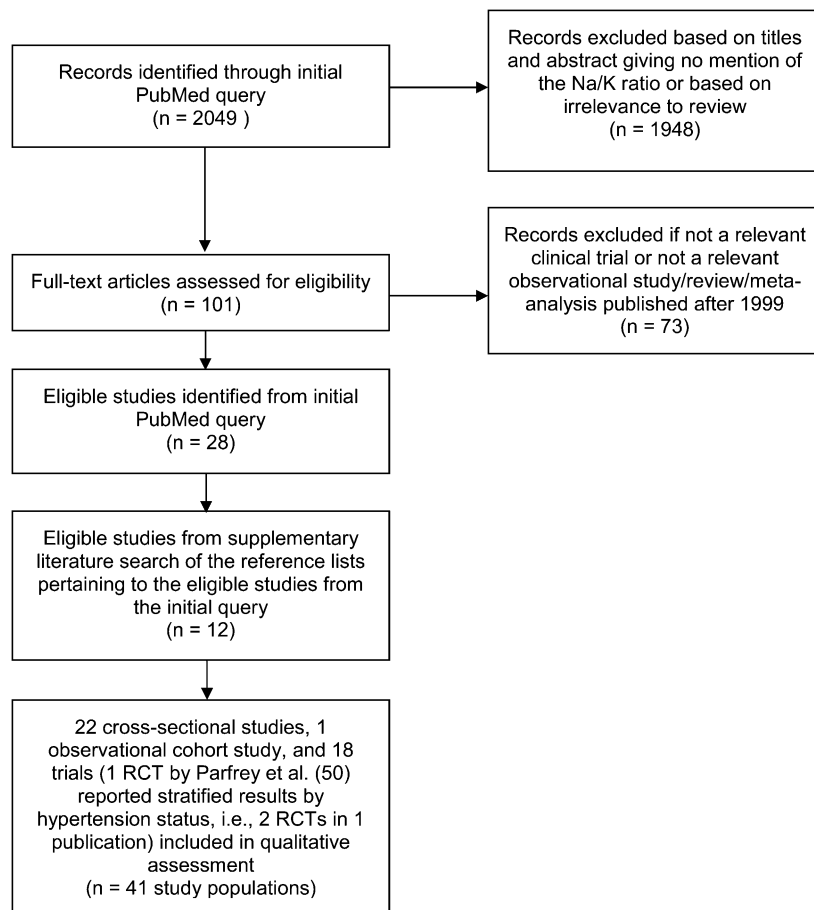 Records identified through initial
PubMed query
(n = 2049 )
Records excluded based on titles
and abstract giving no mention of
the Na/K ratio or based on
irrelevance to review
(n = 1948)
Full-text articles assessed for eligibility
(n = 101)
Records excluded if not a relevant
clinical trial or not a relevant
observational study/review/meta-
analysis published after 1999
(n = 73)
Eligible studies identified from initial
PubMed query
(n = 28)
Eligible studies from supplementary
literature search of the reference lists
pertaining to the eligible studies from
the initial query
(n = 12)
22 cross-sectional studies, 1
observational cohort study, and 18
trials (1 RCT by Parfrey et al. (50)
reported stratified results by
hypertension status, i.e., 2 RCTs in 1
publication) included in qualitative
assessment
(n = 41 study populations)